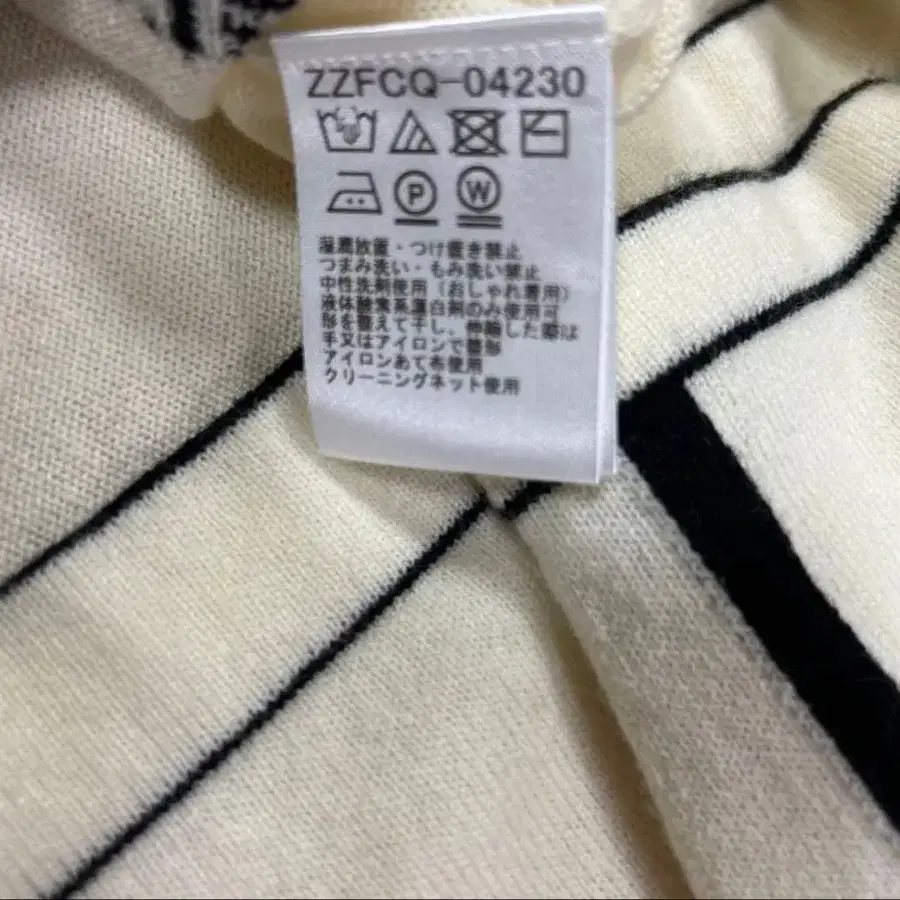 ZZFCQ-04230
P W
湿潤放置・つけ置き禁止
つまみ洗い・もみ洗い禁止
中性洗剤使用（おしゃれ着用）
液体酸素系漂白剤のみ使用可
形を整えて干し、伸縮した際は
手又はアイロンで整形
アイロンあて布使用
クリーニングネット使用